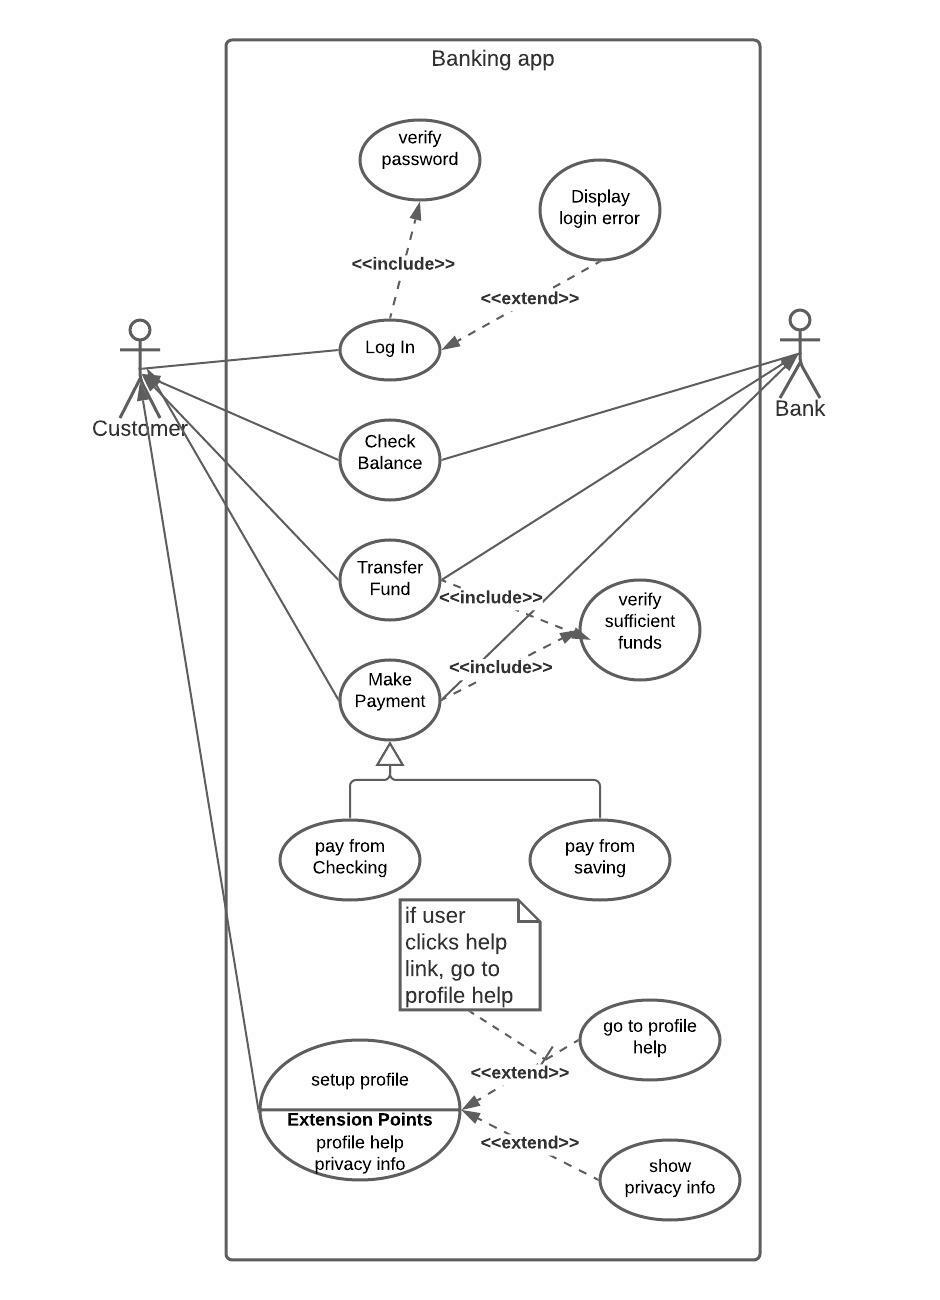 Banking app
verify
password
Display
login error
<<include>>
<<extend>>
Log In
Customer
Bank
Check
Balance
Transfer
Fund
<<include>>
verify
sufficient
funds
<<include>>
Make
Payment
pay from
Checking
pay from
saving
if user
clicks help
link, go to
profile help
go to profile
help
<<extend>>
setup profile
Extension Points
profile help
privacy info
<<extend>>
show
privacy info